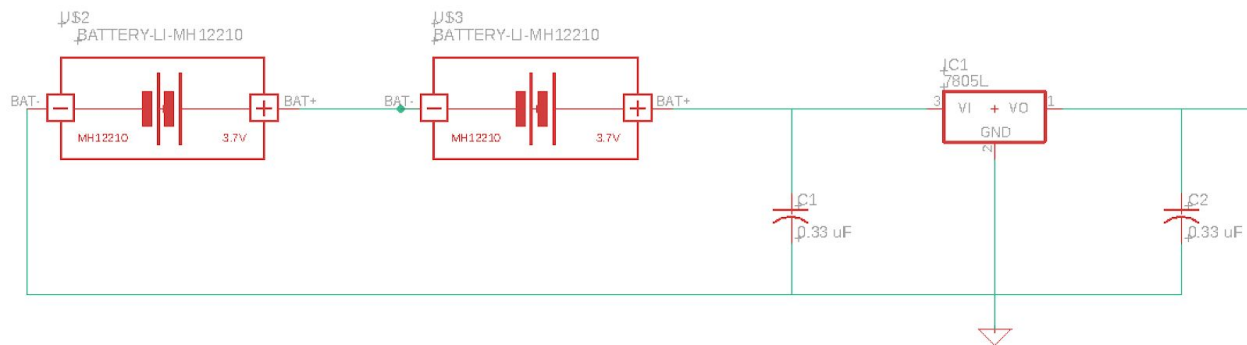 U$2
BATTERY-LI-MH12210
BAT-
BAT+
MH12210
3.7V
U$3
BATTERY-LI-MH12210
BAT-
BAT+
MH12210
3.7V
IC1
7805L
3
VI
VO
1
GND
2
C1
0.33 uF
C2
0.33 uF